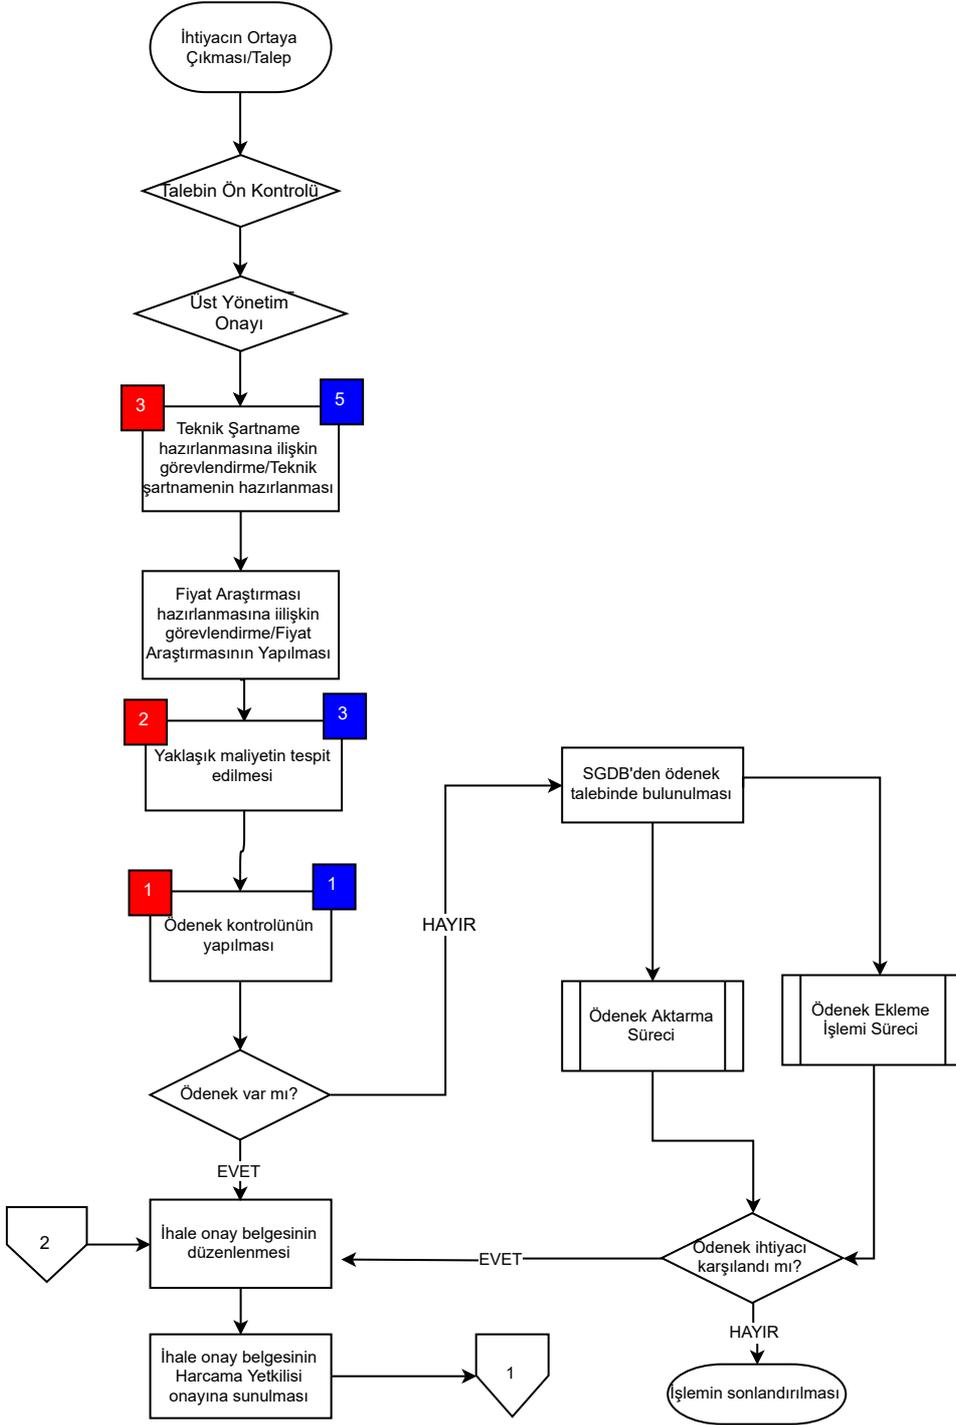 İhtiyacın Ortaya
Çıkması/Talep
Talebin Ön Kontrolü
Üst Yönetim
Onayı
3
5
Teknik Şartname
hazırlanmasına ilişkin
görevlendirme/Teknik
şartnamenin hazırlanması
Fiyat Araştırması
hazırlanmasına iilişkin
görevlendirme/Fiyat
Araştırmasının Yapılması
2
3
Yaklaşık maliyetin tespit
edilmesi
SGDB'den ödenek
talebinde bulunulması
1
1
Ödenek kontrolünün
yapılması
HAYIR
Ödenek Aktarma
Süreci
Ödenek Ekleme
İşlemi Süreci
Ödenek var mı?
EVET
2
İhale onay belgesinin
düzenlenmesi
EVET
Ödenek ihtiyacı
karşılandı mı?
HAYIR
İhale onay belgesinin
Harcama Yetkilisi
onayına sunulması
1
İşlemin sonlandırılması